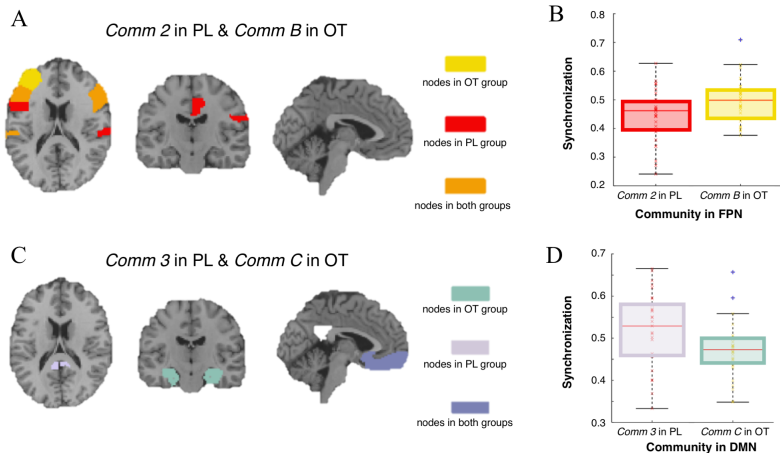 A
Comm 2 in PL & Comm B in OT
nodes in OT group
nodes in PL group
nodes in both groups
B
0.8
0.7
0.6
0.5
0.4
0.3
0.2
Synchronization
Comm 2 in PL
Comm B in OT
Community in FPN
C
Comm 3 in PL & Comm C in OT
nodes in OT group
nodes in PL group
nodes in both groups
D
0.7
0.6
0.5
0.4
0.3
Synchronization
Comm 3 in PL
Comm C in OT
Community in DMN